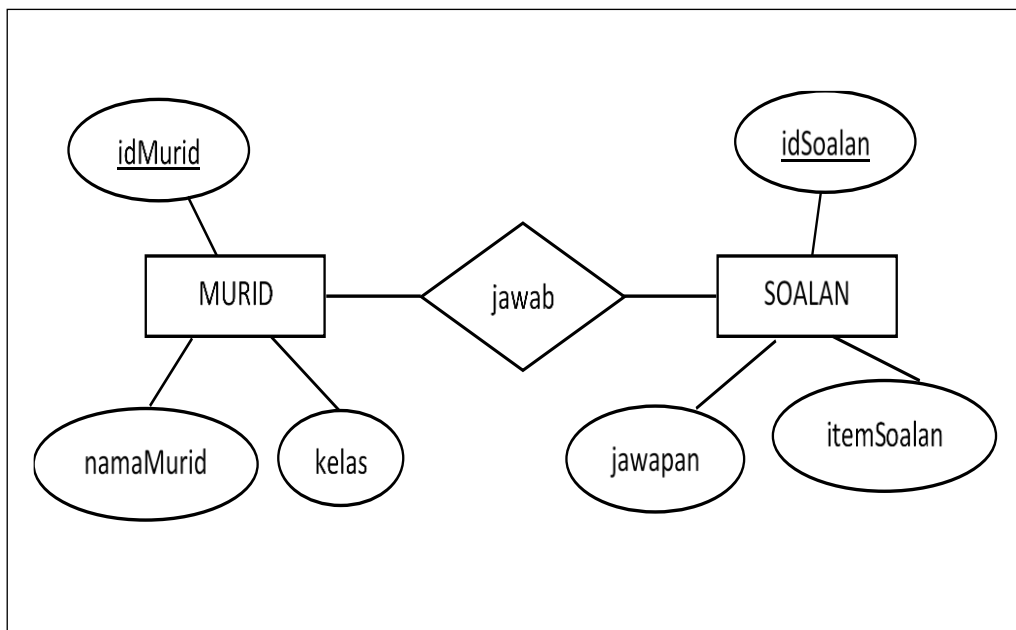 idMurid
idSoalan
MURID
jawab
SOALAN
namaMurid
kelas
jawapan
itemSoalan